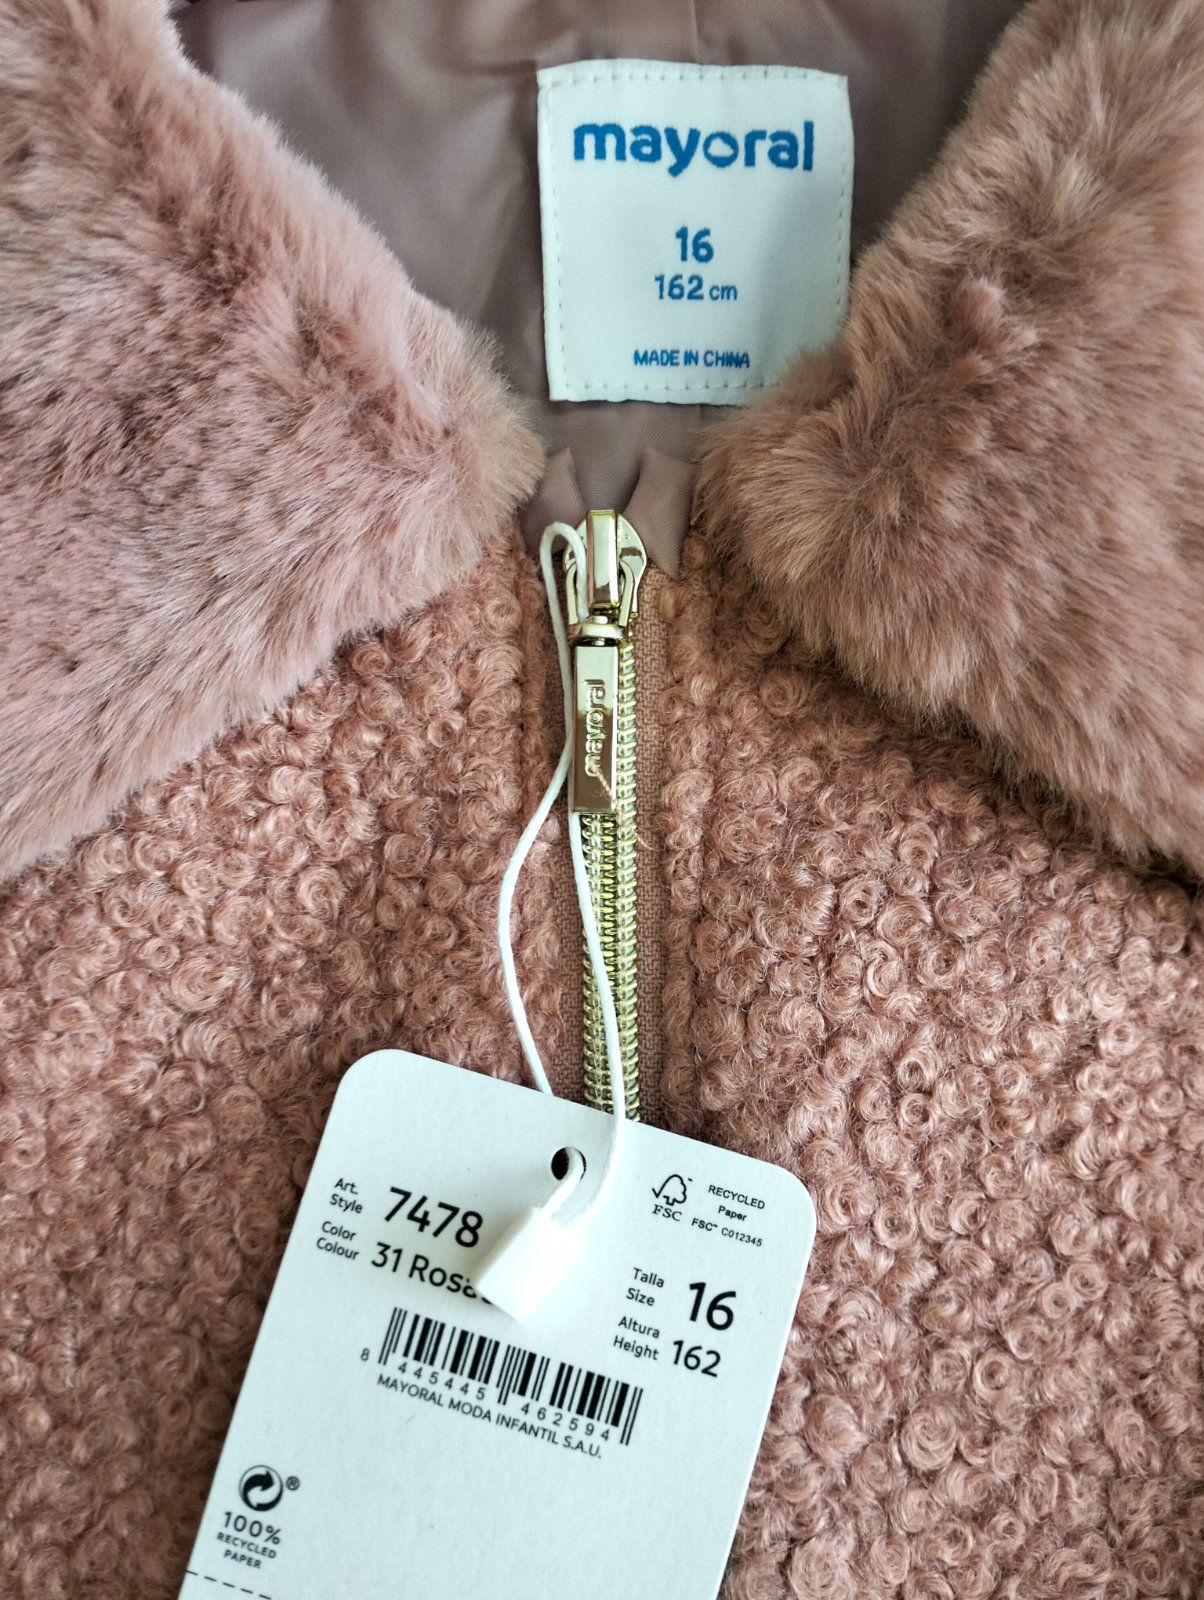 mayoral
16
162 cm
MADE IN CHINA
mayoral
Art.
Style 7478
Color
Colour 31
FSC
RECYCLED
Paper
FSC™ C012345
Talla
Size 16
Altura
Height 162
8 445445 462594
MAYORAL MODA INFANTIL S.A.U.
®
100%
RECYCLED
PAPER